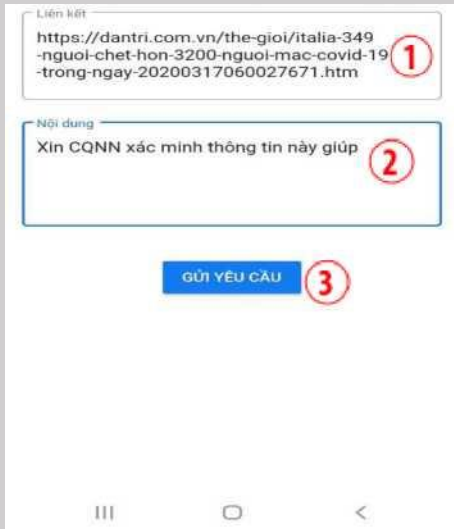 Liên kết
https://dantri.com.vn/the-gioi/italia-349
-nguoi-chet-hon-3200-nguoi-mac-covid-19
-trong-ngay-20200317060027671.htm
1
Nội dung
Xin CQNN xác minh thông tin này giúp
2
GỬI YÊU CẦU
3